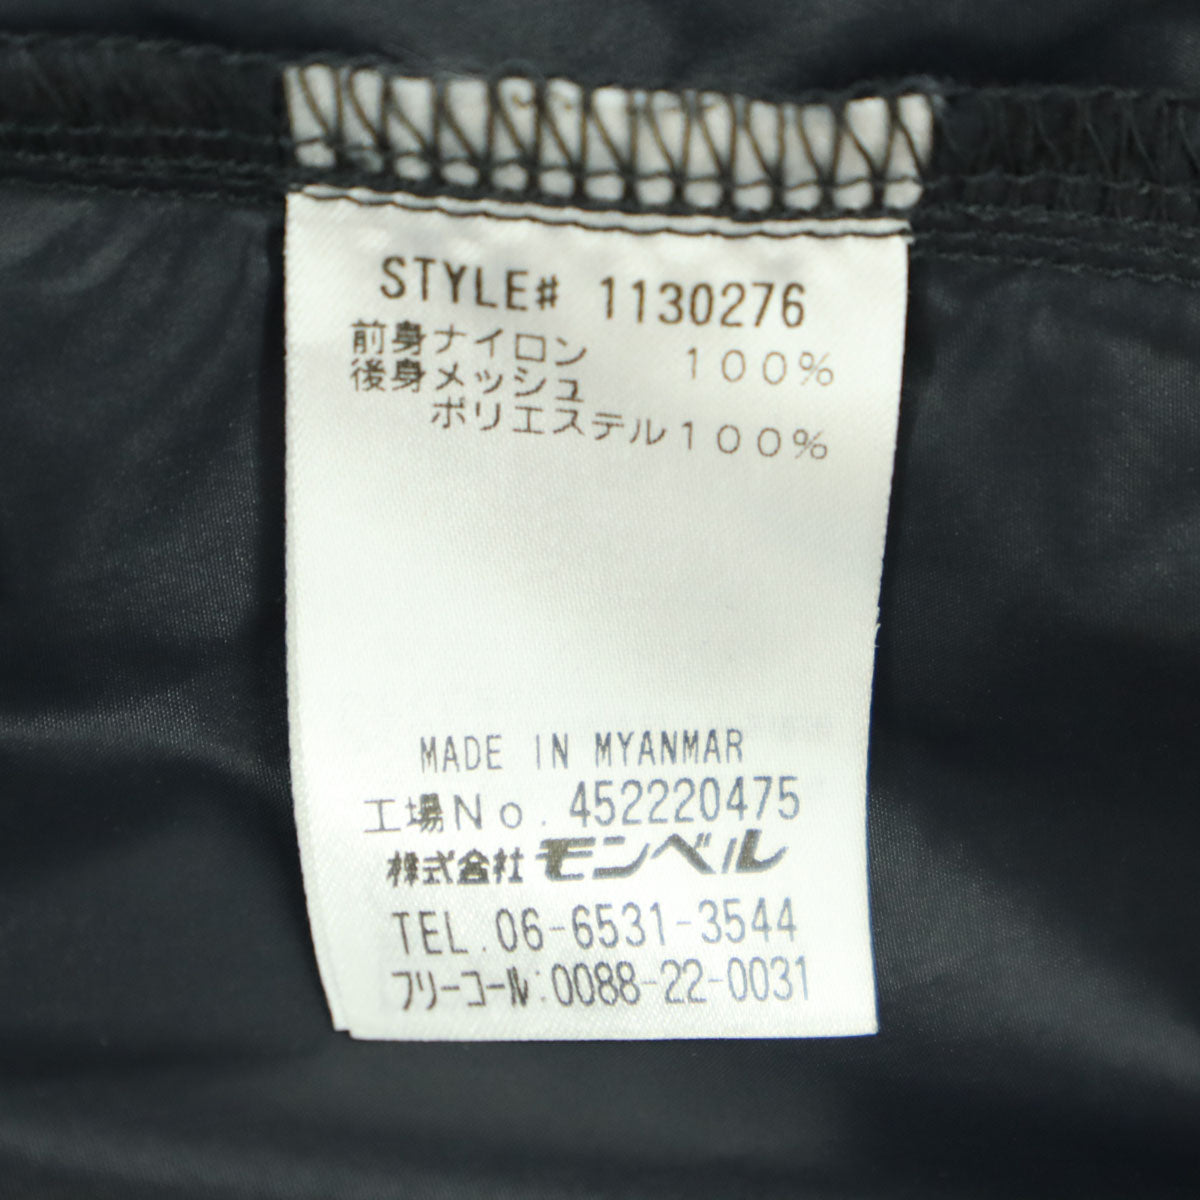 STYLE# 1130276
前身ナイロン 100%
後身メッシュ
ポリエステル100%
MADE IN MYANMAR
工場No. 452220475
株式会社モンベル
TEL.06-6531-3544
フリーコール:0088-22-0031